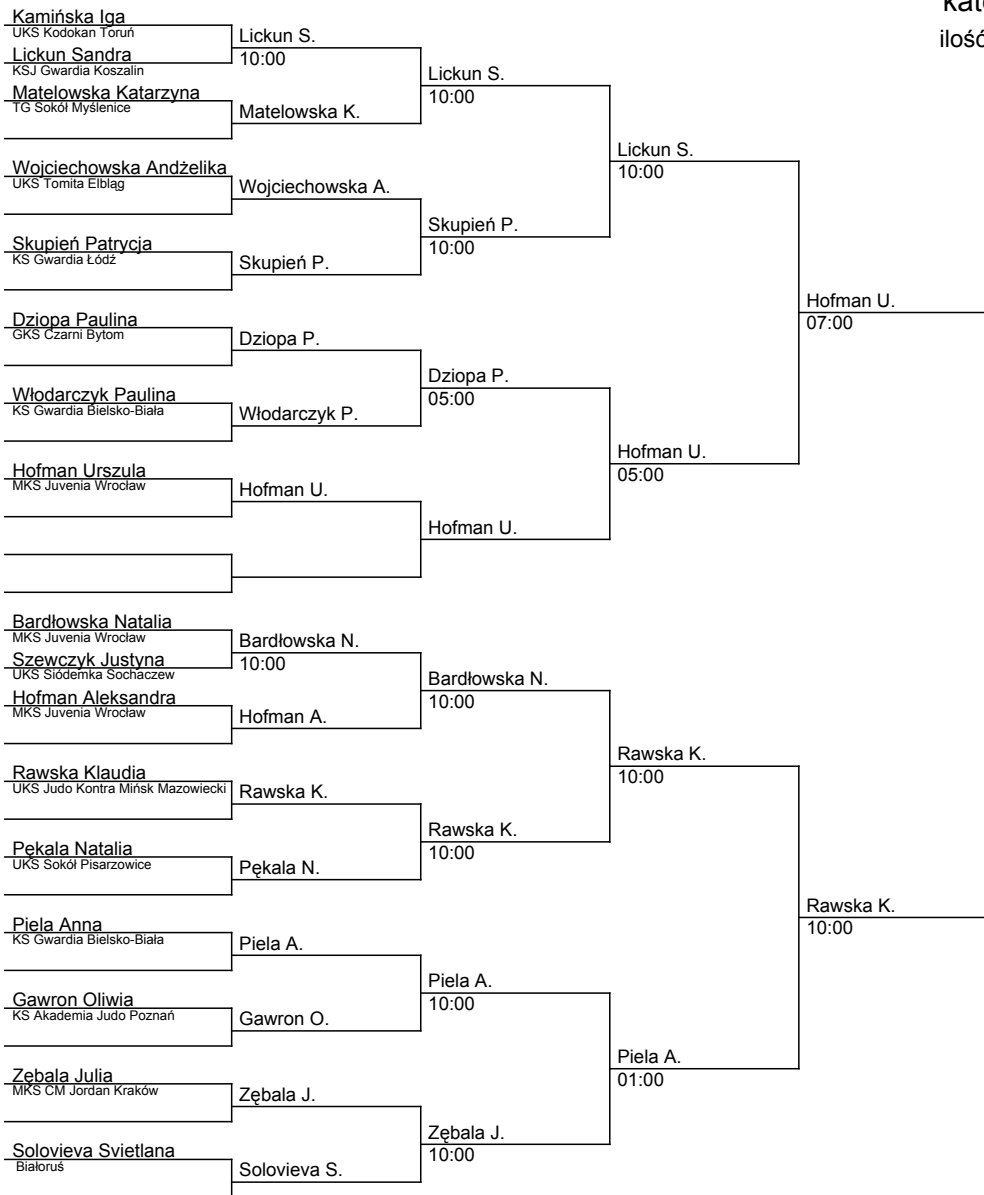 kate
ilość
Kamińska Iga
UKS Kodokan Toruń
Lickun Sandra
KSJ Gwardia Koszalin
Matelowska Katarzyna
TG Sokół Myślenice
Wojciechowska Andżelika
UKS Tomita Elbląg
Skupień Patrycja
KS Gwardia Łódź
Dziopa Paulina
GKS Czarni Bytom
Włodarczyk Paulina
KS Gwardia Bielsko-Biała
Hofman Urszula
MKS Juvenia Wrocław
Bardłowska Natalia
MKS Juvenia Wrocław
Szewczyk Justyna
UKS Siódemka Sochaczew
Hofman Aleksandra
MKS Juvenia Wrocław
Rawska Klaudia
UKS Judo Kontra Mińsk Mazowiecki
Pękala Natalia
UKS Sokół Pisarzowice
Piela Anna
KS Gwardia Bielsko-Biała
Gawron Oliwia
KS Akademia Judo Poznań
Zębala Julia
MKS CM Jordan Kraków
Solovieva Svietlana
Białoruś
Lickun S.
10:00
Matelowska K.
Wojciechowska A.
Skupień P.
Dziopa P.
Włodarczyk P.
Hofman U.
Bardłowska N.
10:00
Hofman A.
Rawska K.
Pękala N.
Piela A.
Gawron O.
Zębala J.
Solovieva S.
Lickun S.
10:00
Skupień P.
10:00
Dziopa P.
05:00
Hofman U.
Bardłowska N.
10:00
Rawska K.
10:00
Piela A.
10:00
Zębala J.
10:00
Lickun S.
10:00
Hofman U.
05:00
Rawska K.
10:00
Piela A.
01:00
Hofman U.
07:00
Rawska K.
10:00